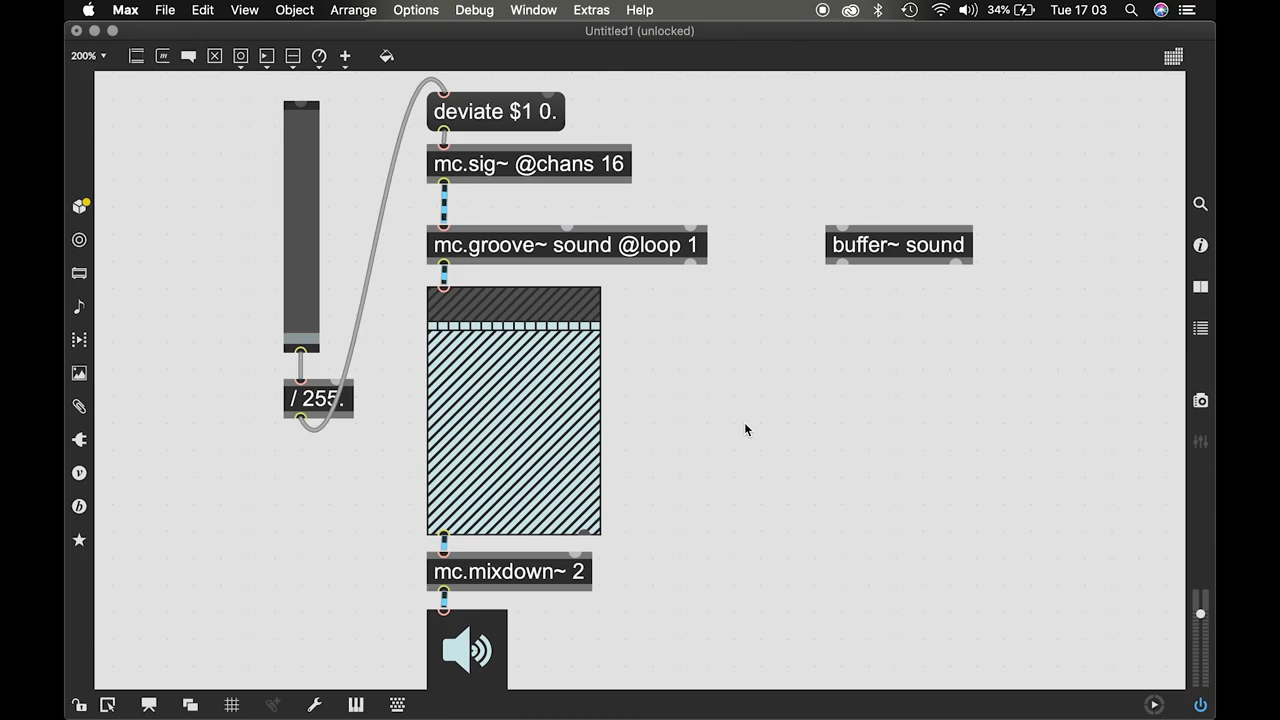 Max File Edit View Object Arrange Options Debug Window Extras Help 34% Tue 17 03
Untitled1 (unlocked)
200%
deviate $1 0.
mc.sig~ @chans 16
mc.groove~ sound @loop 1
buffer~ sound
/ 255.
mc.mixdown~ 2